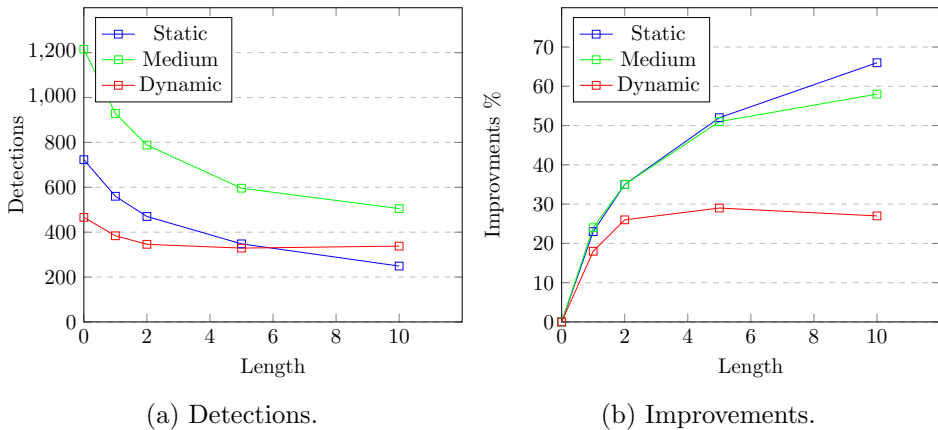 Static
Medium
Dynamic
1,200
1,000
800
600
400
200
0
Detections
0 2 4 6 8 10
Length
(a) Detections.
Static
Medium
Dynamic
70
60
50
40
30
20
10
0
Improvments %
0 2 4 6 8 10
Length
(b) Improvements.